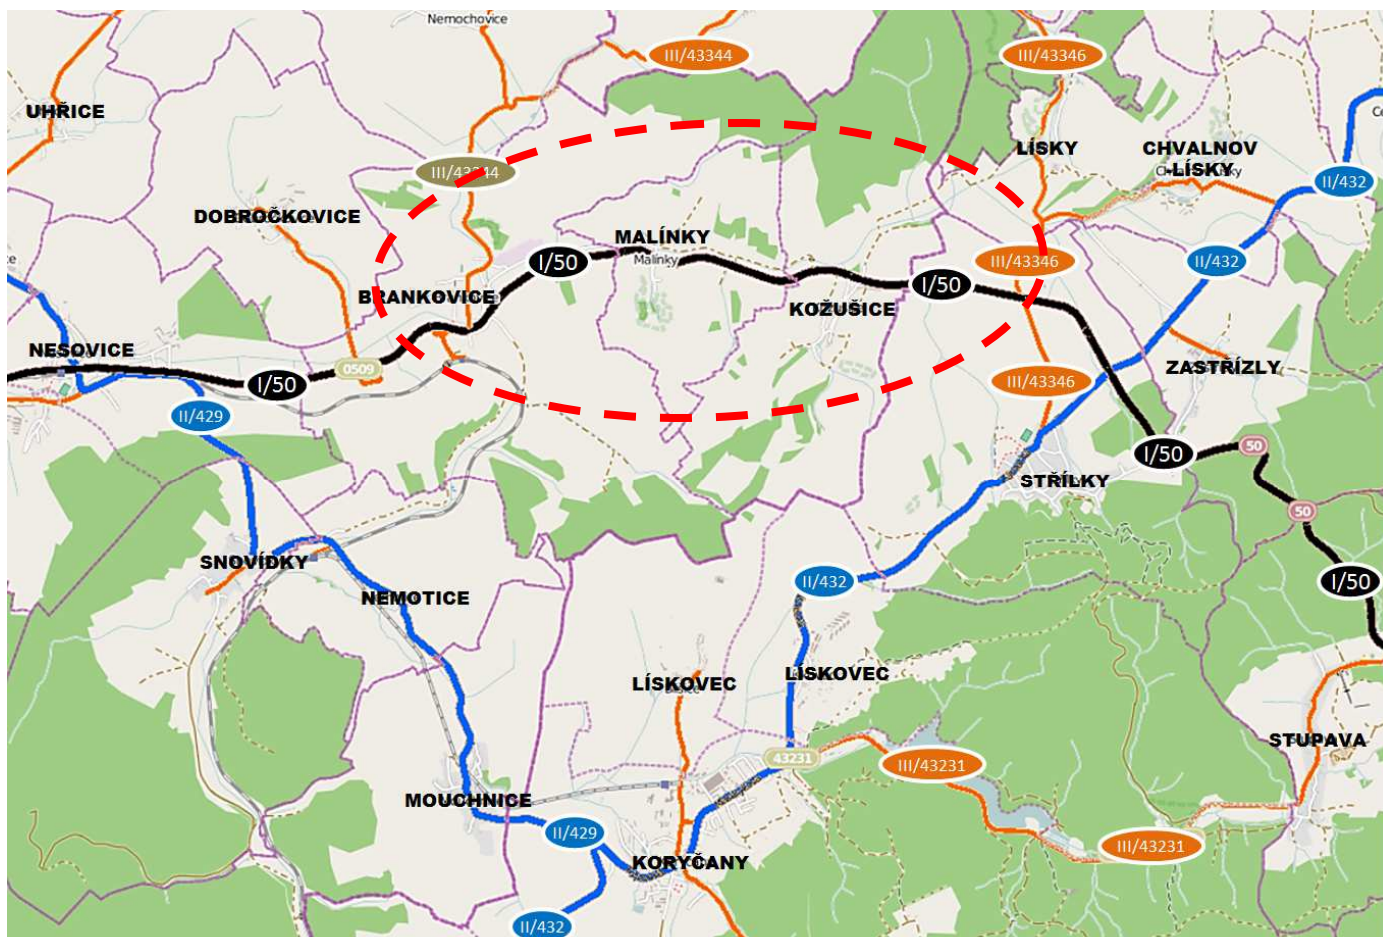 Nemochovice
III/43344
III/43346
UHŘICE
LÍSKY
CHVALNOV
-LÍSKY
III/43344
II/432
DOBROČKOVICE
MALÍNKY
Malínky
I/50
III/43346
II/432
BRANKOVICE
I/50
KOŽUŠICE
NESOVICE
0509
I/50
III/43346
ZASTŘÍZLY
II/429
50
I/50
STŘÍLKY
50
SNOVÍDKY
II/432
I/50
NEMOTICE
LÍSKOVEC
LÍSKOVEC
STUPAVA
43231
III/43231
MOUCHNICE
II/429
III/43231
KORYČANY
II/432